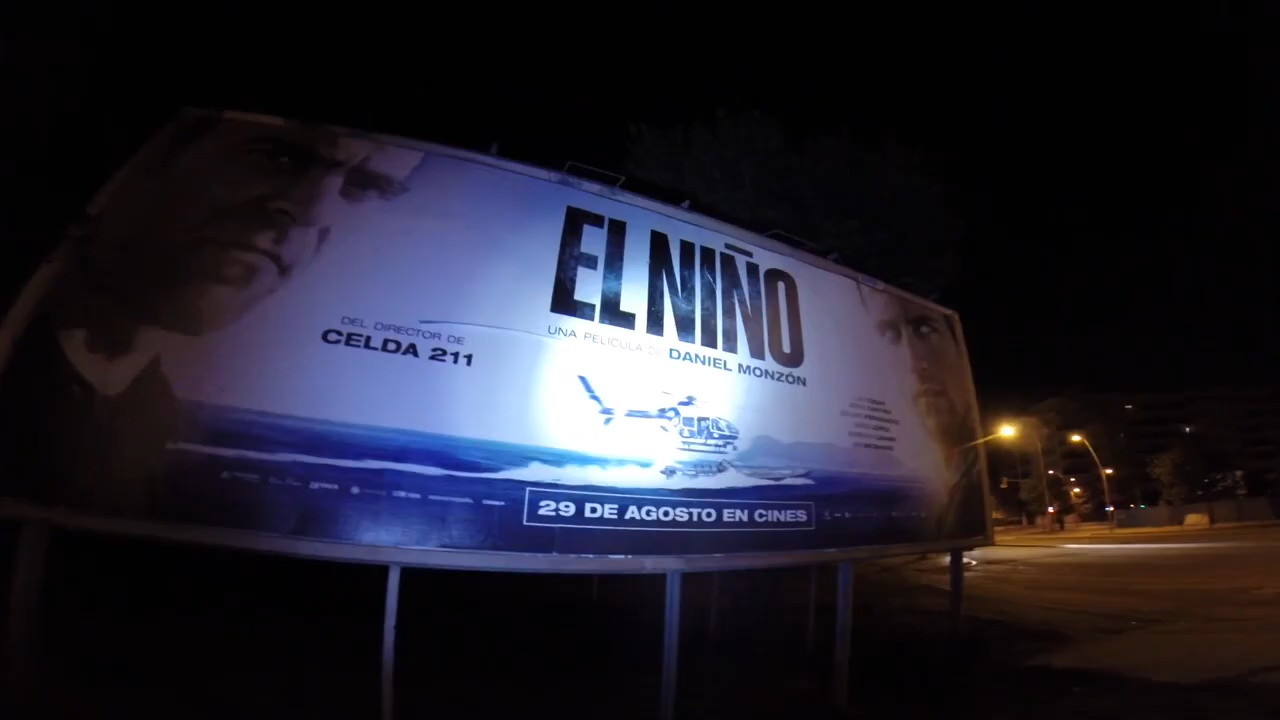 EL NIÑO
UNA PELÍCULA DE DANIEL MONZÓN
DEL DIRECTOR DE
CELDA 211
29 DE AGOSTO EN CINES